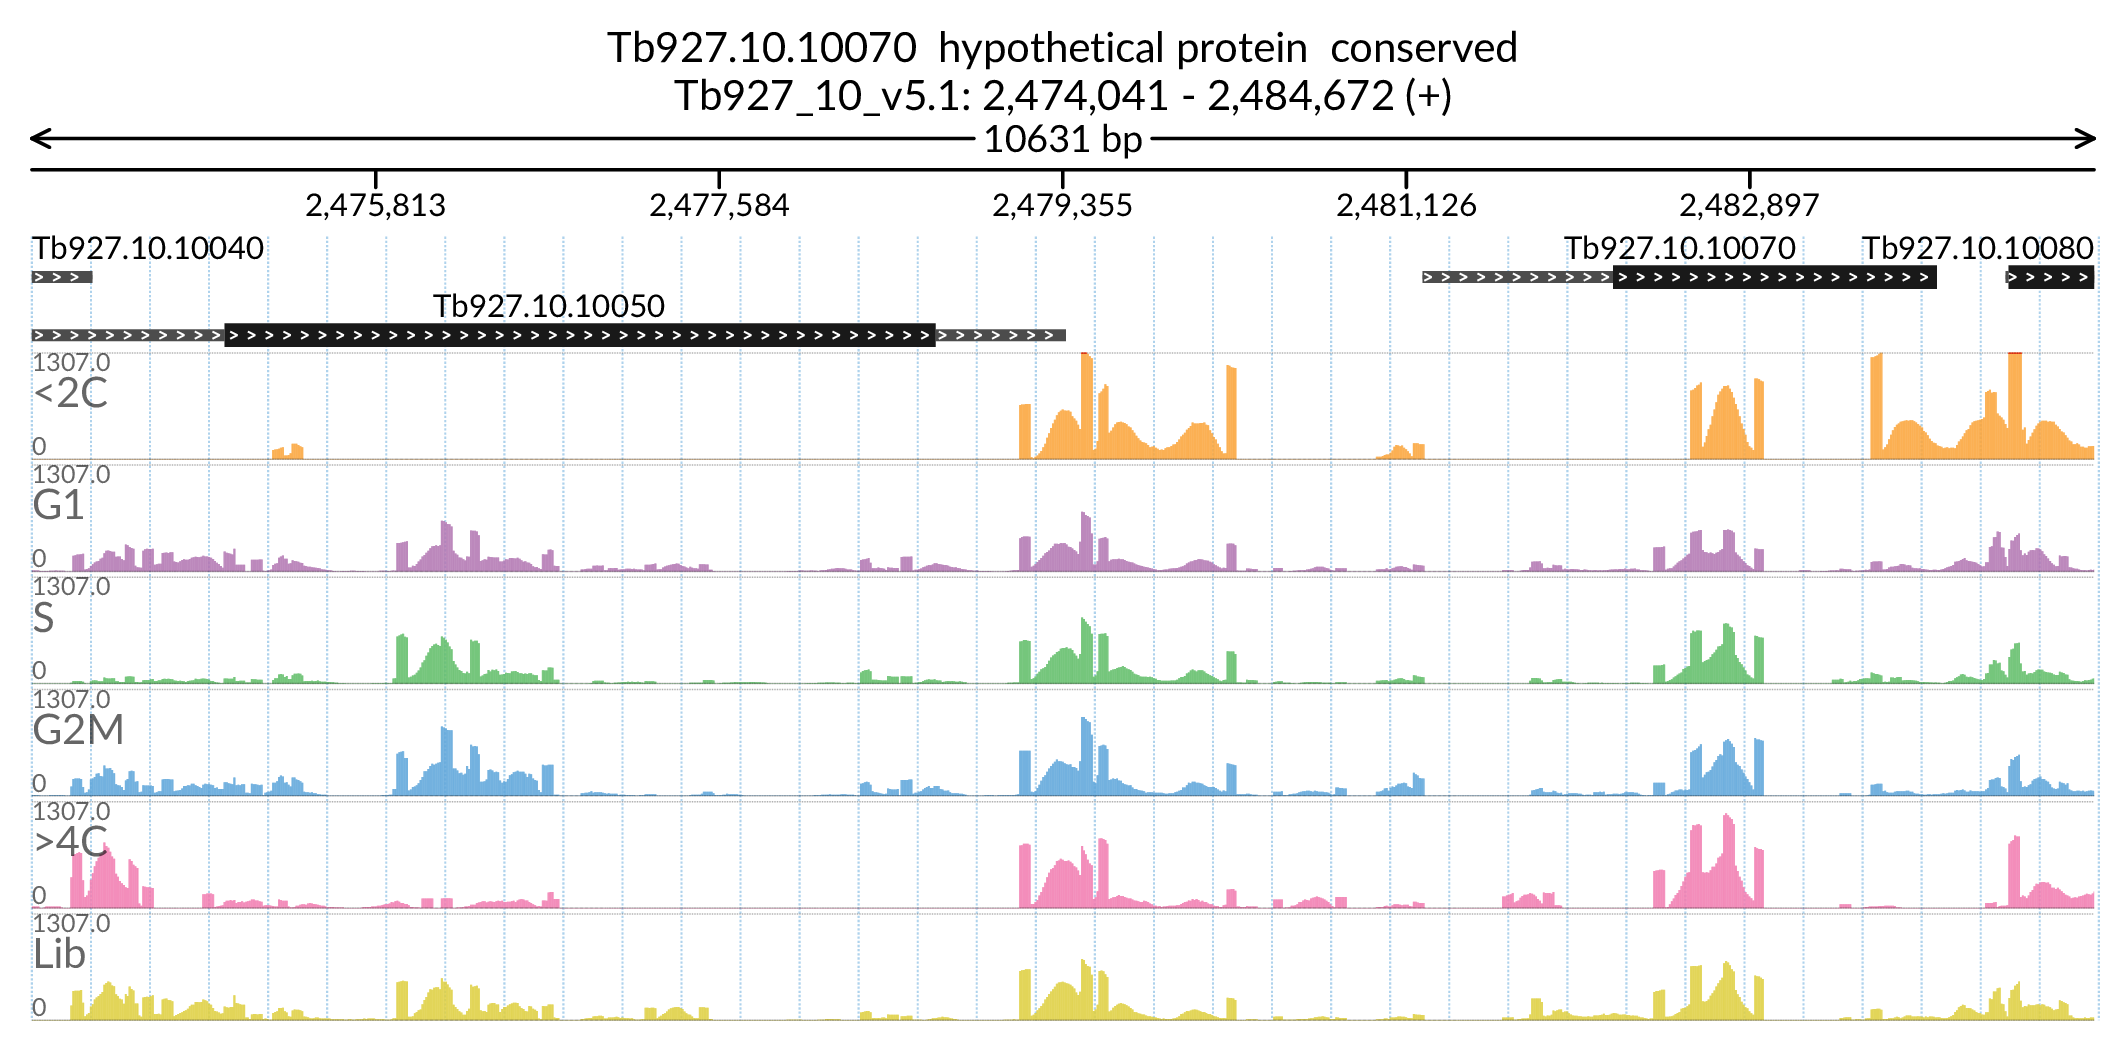 Tb927.10.10070 hypothetical protein conserved
Tb927_10_v5.1: 2,474,041 - 2,484,672 (+)
10631 bp
2,475,813 2,477,584 2,479,355 2,481,126 2,482,897
Tb927.10.10040 Tb927.10.10070 Tb927.10.10080
Tb927.10.10050
1307.0
<2C
0
1307.0
G1
0
1307.0
S
0
1307.0
G2M
0
1307.0
>4C
0
1307.0
Lib
0